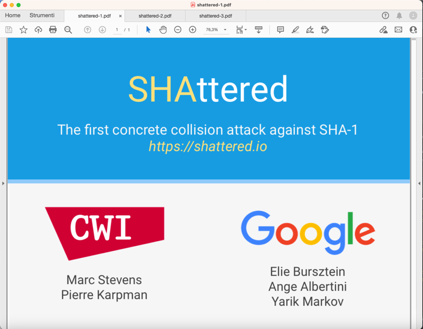 shattered-1.pdf
Home Strumenti shattered-1.pdf × shattered-2.pdf shattered-3.pdf
1 / 1 78,3%
SHAttered
The first concrete collision attack against SHA-1
https://shattered.io
CWI
Google
Marc Stevens
Pierre Karpman
Elie Bursztein
Ange Albertini
Yarik Markov